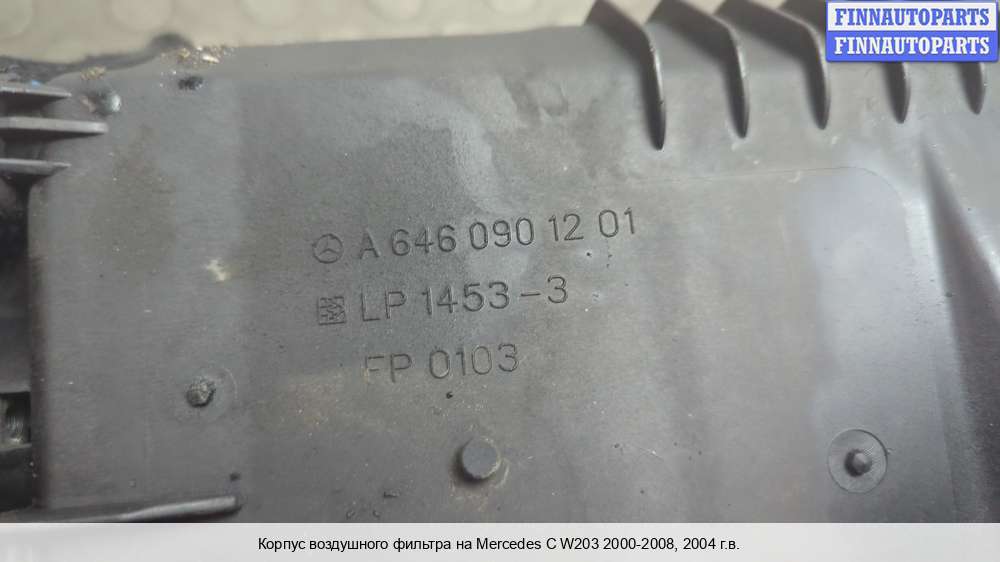 FINNAUTOPARTS
FINNAUTOPARTS
A 646 090 12 01
LP 1453-3
FP 0103
Корпус воздушного фильтра на Mercedes C W203 2000-2008, 2004 г.в.